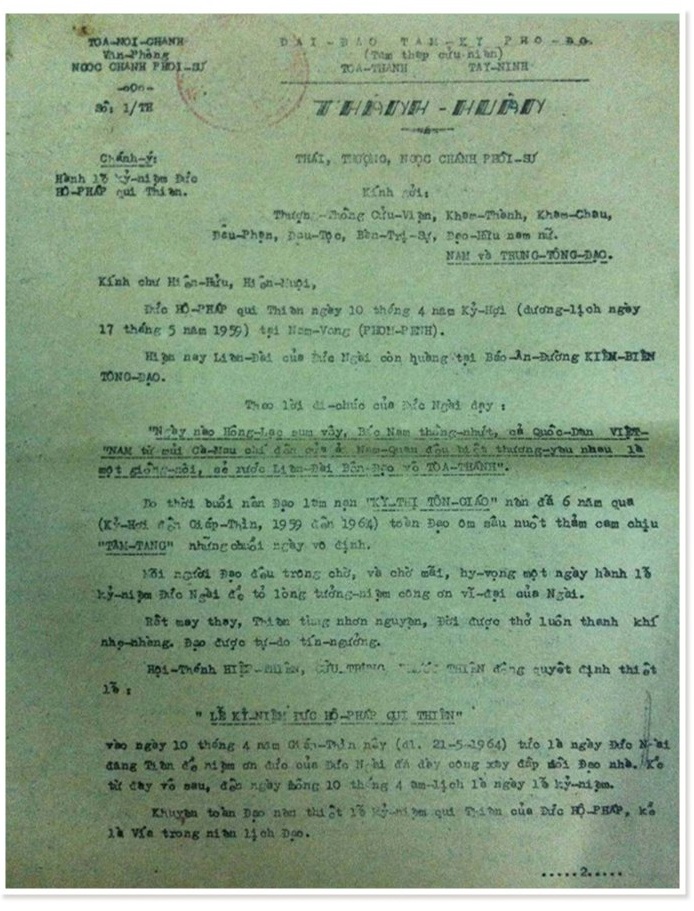 TOA-NOI-CHANH
Văn-Phòng
NGỌC CHÁNH PHỐI-SƯ
-oOo-
Số: 1/TH
ĐẠI-ĐẠO TAM-KỲ PHỔ-ĐỘ
(Tam thập cửu niên)
TOA-THÁNH TÂY-NINH
THÁNH-HUẤN
Chánh-ý:
Hành lễ kỷ-niệm Đức
HỘ-PHÁP qui Thiên.
THÁI, THƯỢNG, NGỌC CHÁNH PHỐI-SƯ
Kính gởi:
Thượng-Thống Cửu-Viện, Khâm-Thành, Khâm-Châu,
Đầu-Phận, Đầu-Tộc, Bàn-Trị-Sự, Đạo-Hữu nam nữ.
NAM và TRUNG-TÔNG-ĐẠO.
Kính chư Hiền-Hữu, Hiền-Muội,
Đức HỘ-PHÁP qui Thiên ngày 10 tháng 4 năm Kỷ-Hợi (dương-lịch ngày
17 tháng 5 năm 1959) tại Nam-Vang (PHOM-PENH).
Hiện nay Liên-Đài của Đức Ngài còn quàng tại Báo-Ân-Đường KIÊM-BIÊN
TÔNG-ĐẠO.
Theo lời di-chúc của Đức Ngài dạy :
"Ngày nào Hồng-Lạc sum vầy, Bắc Nam thống-nhứt, cả Quốc-Dân VIỆT-
"NAM từ mũi Cà-Mau chí đến cửa ải Nam-Quan đều biết thương-yêu nhau là
một giống-nòi, sẽ rước Liên-Đài Bần-Đạo về TOA-THÁNH".
Do thời buổi nền Đạo lâm nạn "KỲ-THỊ TÔN-GIÁO" nên đã 6 năm qua
(Kỷ-Hợi đến Giáp-Thìn, 1959 đến 1964) toàn Đạo ôm sầu nuốt thảm cam chịu
"TÂM-TANG" những chuỗi ngày vô định.
Mỗi người Đạo đều trông chờ, và chờ mãi, hy-vọng một ngày hành lễ
kỷ-niệm Đức Ngài để tỏ lòng tưởng-niệm công ơn vĩ-đại của Ngài.
Rất may thay, Thiên tùng nhơn nguyện, Đời được thở luồn thanh khí
nhẹ-nhàng. Đạo được tự-do tín-ngưỡng.
Hội-Thánh HIỆP-THIÊN, CỬU-TRÙNG, PHƯỚC THIỆN đồng quyết định thiết
lễ :
" LỄ KỶ-NIỆM ĐỨC HỘ-PHÁP QUI THIÊN"
vào ngày 10 tháng 4 năm Giáp-Thìn này (dl. 21-5-1964) tức là ngày Đức Ngài
đăng Tiên để niệm ơn đức của Đức Ngài đã dày công xây đắp mối Đạo nhà. Kể
từ đây về sau, đến ngày mồng 10 tháng 4 âm-lịch là ngày lễ kỷ-niệm.
Khuyên toàn Đạo nên thiết lễ Kỷ-niệm qui Thiên của Đức HỘ-PHÁP, kể
là Vía trong niên lịch Đạo.
.....2.....